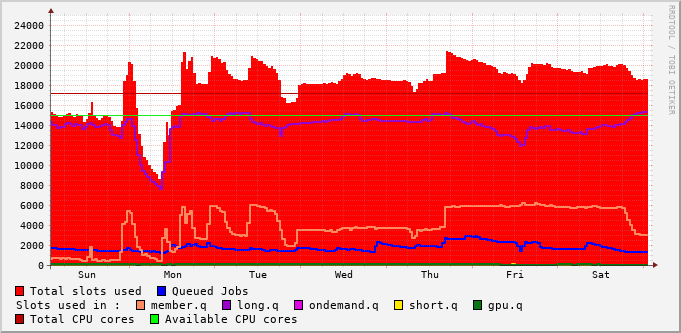 24000
22000
20000
18000
16000
14000
12000
10000
8000
6000
4000
2000
0
Sun Mon Tue Wed Thu Fri Sat
RRDTOOL / TOBI OETIKER
Total slots used Queued Jobs
Slots used in : member.q long.q ondemand.q short.q gpu.q
Total CPU cores Available CPU cores